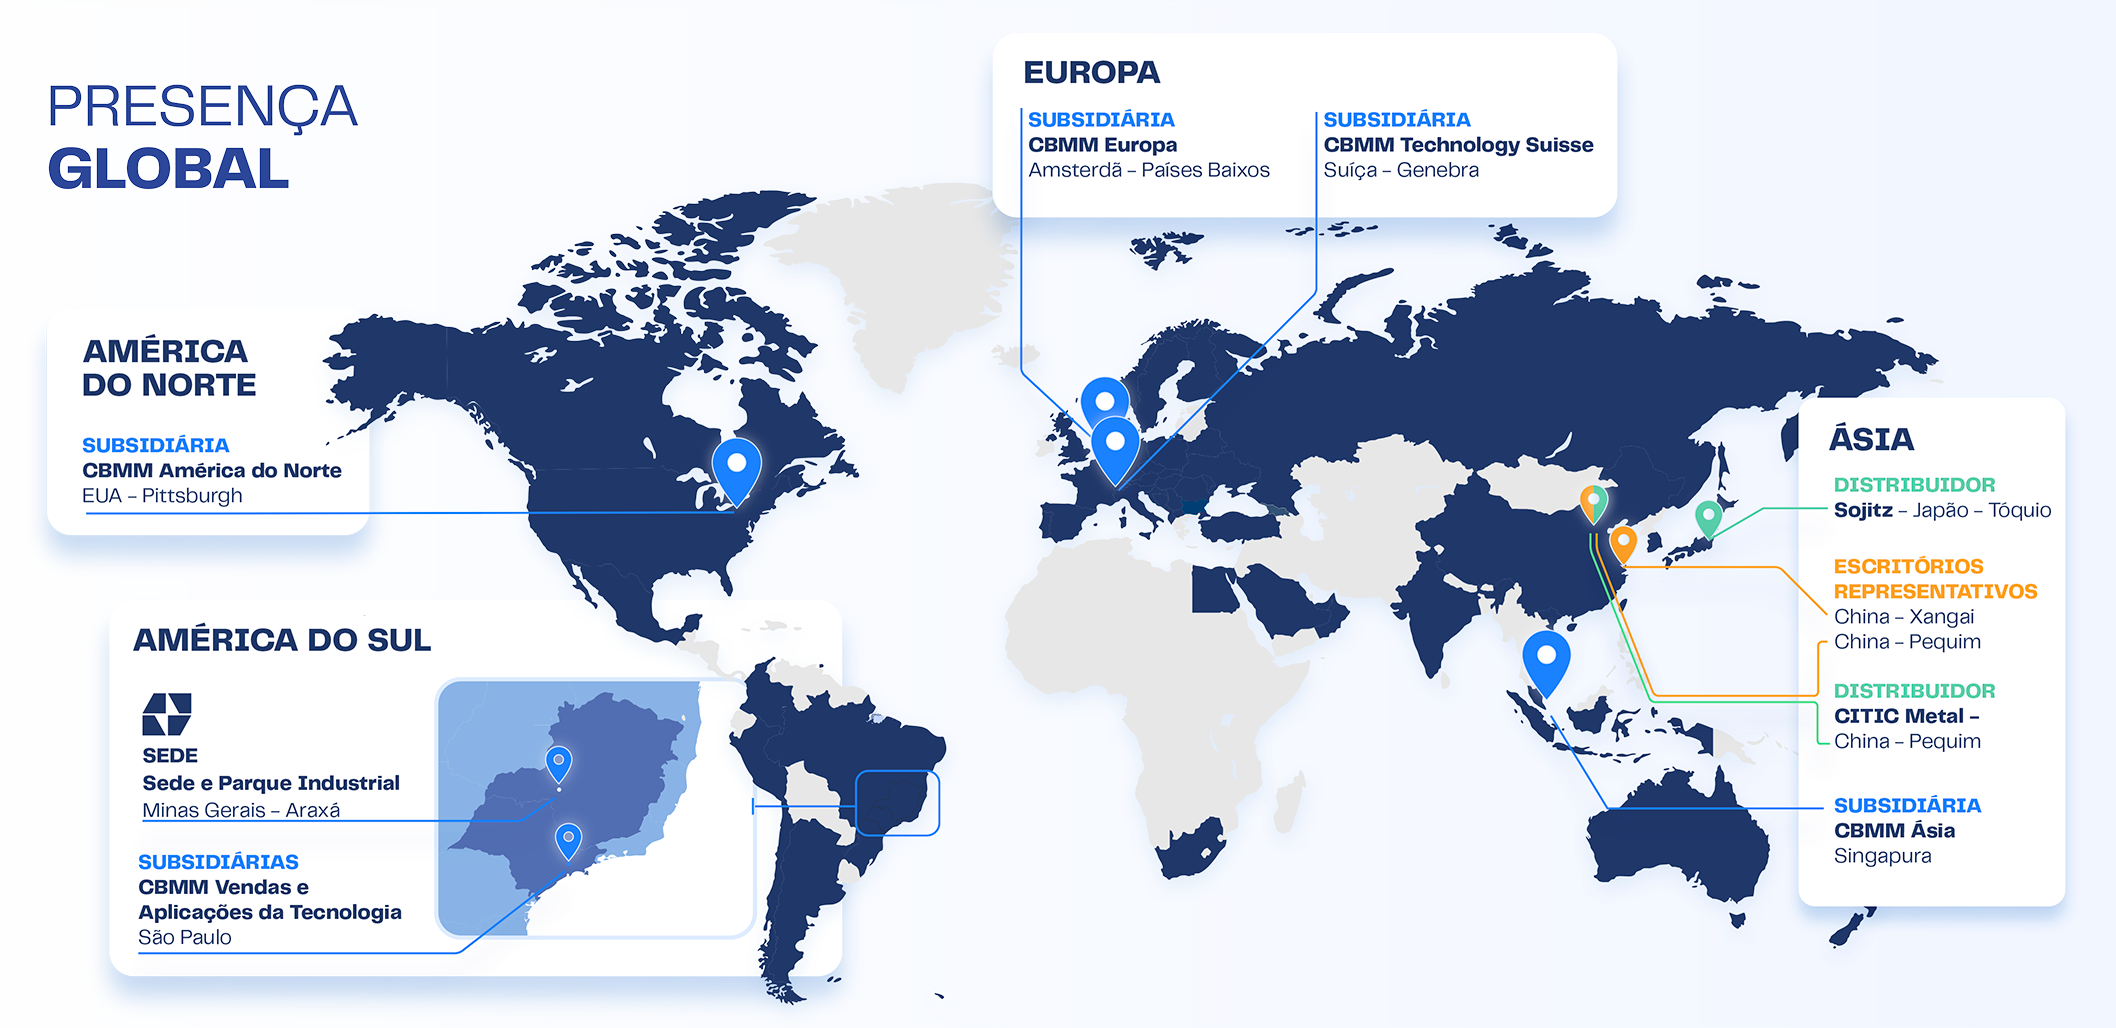 PRESENÇA
GLOBAL
EUROPA
SUBSIDIÁRIA
CBMM Europa
Amsterdã – Países Baixos
SUBSIDIÁRIA
CBMM Technology Suisse
Suíça – Genebra
AMÉRICA
DO NORTE
SUBSIDIÁRIA
CBMM América do Norte
EUA – Pittsburgh
ÁSIA
DISTRIBUIDOR
Sojitz – Japão – Tóquio
ESCRITÓRIOS
REPRESENTATIVOS
China – Xangai
China – Pequim
DISTRIBUIDOR
CITIC Metal –
China – Pequim
SUBSIDIÁRIA
CBMM Ásia
Singapura
AMÉRICA DO SUL
SEDE
Sede e Parque Industrial
Minas Gerais – Araxá
SUBSIDIÁRIAS
CBMM Vendas e
Aplicações da Tecnologia
São Paulo